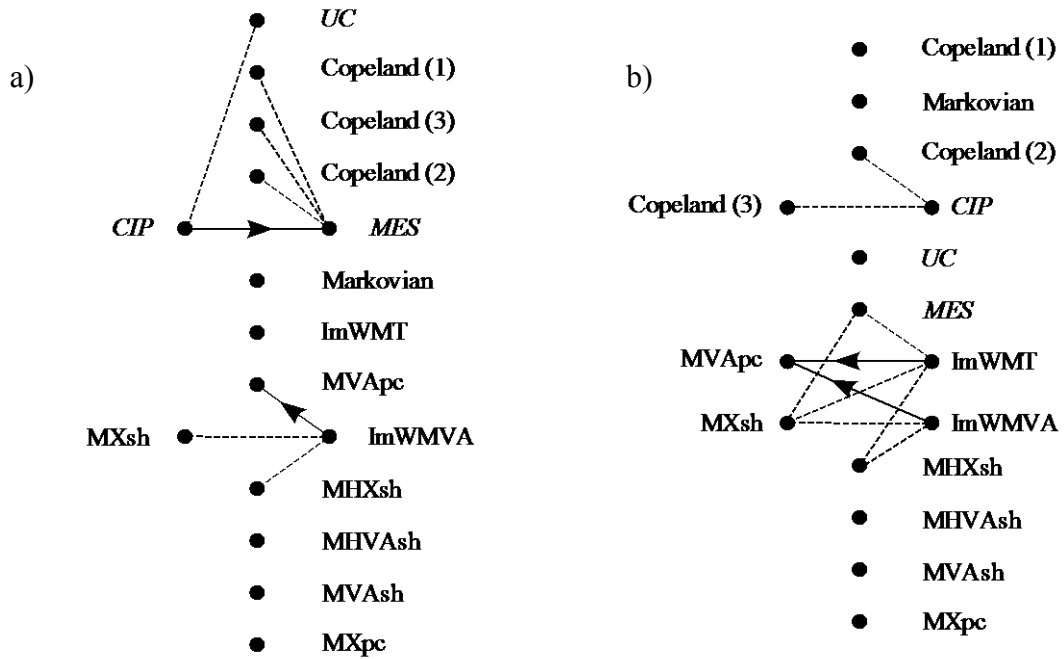 a)
UC
Copeland (1)
Copeland (3)
Copeland (2)
CIP
MES
Markovian
ImWMT
MVApc
MXsh
ImWMVA
MHXsh
MHVAsh
MVAsh
MXpc
b)
Copeland (1)
Markovian
Copeland (2)
Copeland (3)
CIP
UC
MES
MVApc
ImWMT
MXsh
ImWMVA
MHXsh
MHVAsh
MVAsh
MXpc